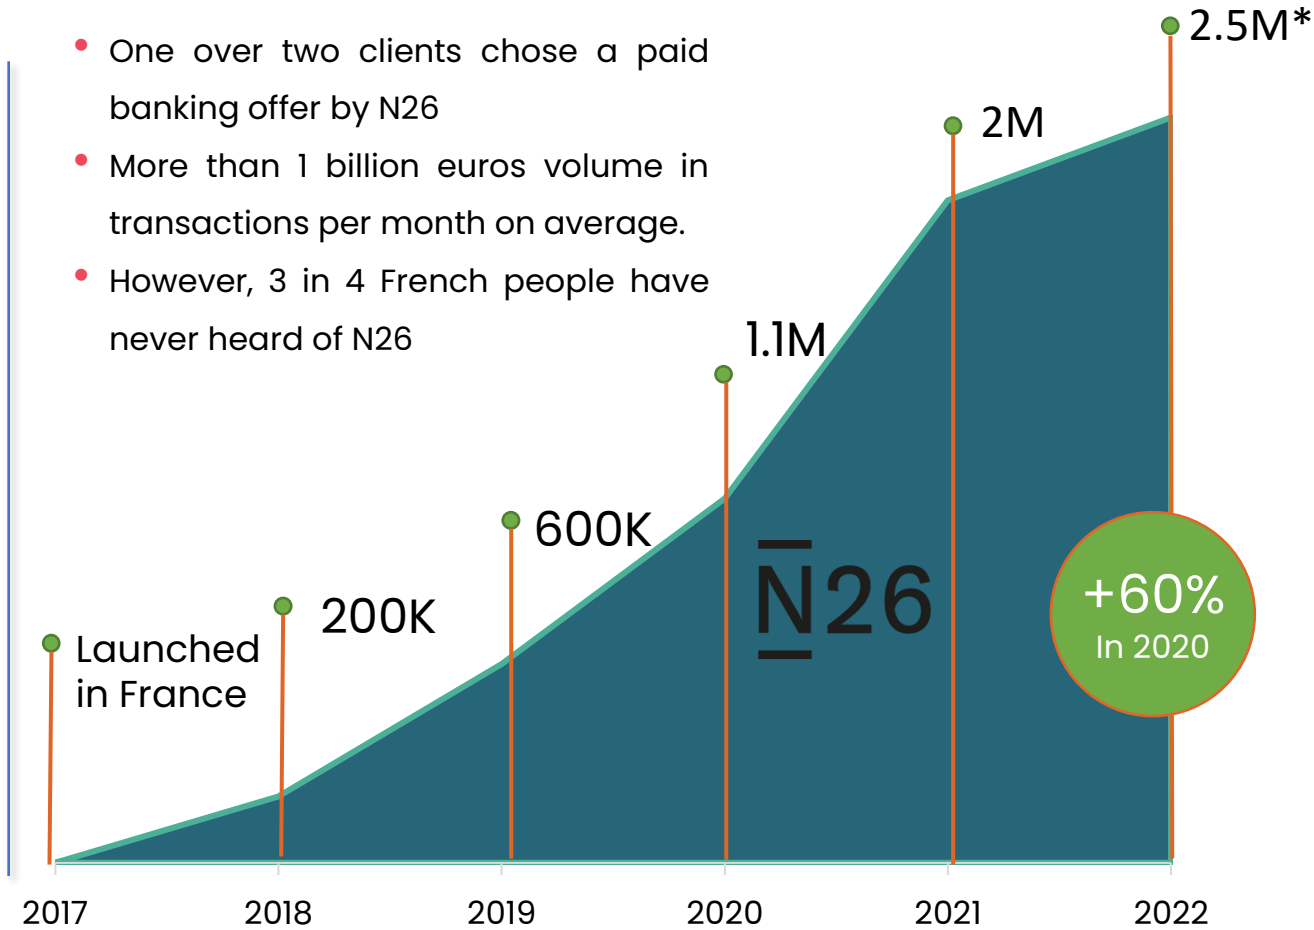 One over two clients chose a paid
banking offer by N26
More than 1 billion euros volume in
transactions per month on average.
However, 3 in 4 French people have
never heard of N26
2.5M*
2M
1.1M
600K
200K
Launched
in France
N26
+60%
In 2020
2017 2018 2019 2020 2021 2022